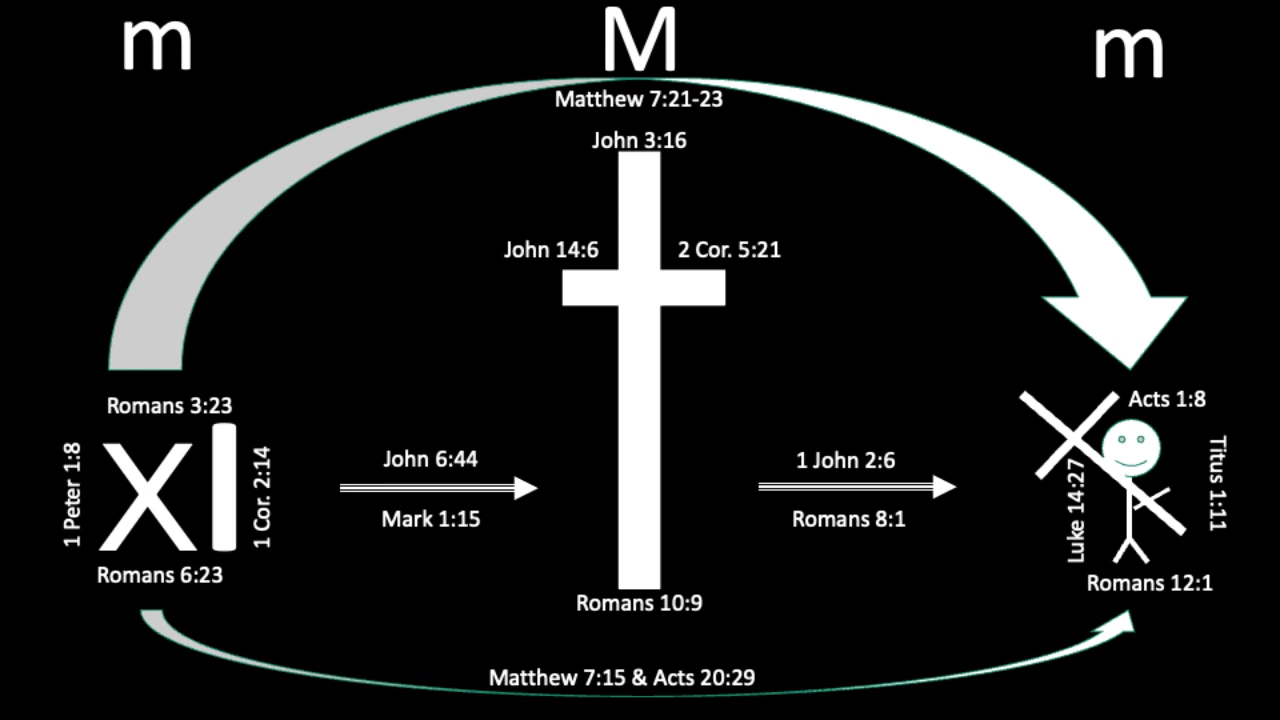 m
M
m
Matthew 7:21-23
John 3:16
John 14:6
2 Cor. 5:21
Romans 3:23
1 Peter 1:8
X
1 Cor. 2:14
Romans 6:23
John 6:44
Mark 1:15
1 John 2:6
Romans 8:1
Acts 1:8
Luke 14:27
Titus 1:11
Romans 12:1
Romans 10:9
Matthew 7:15 & Acts 20:29